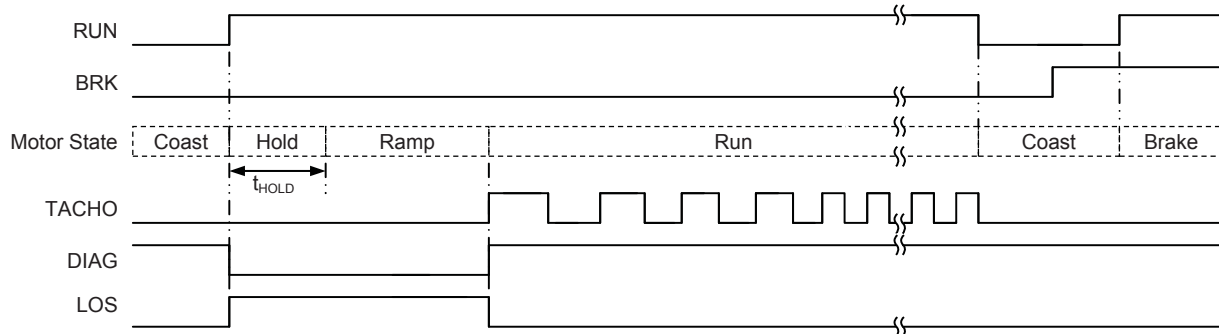 RUN
BRK
Motor State Coast Hold Ramp Run Coast Brake
tHOLD
TACHO
DIAG
LOS